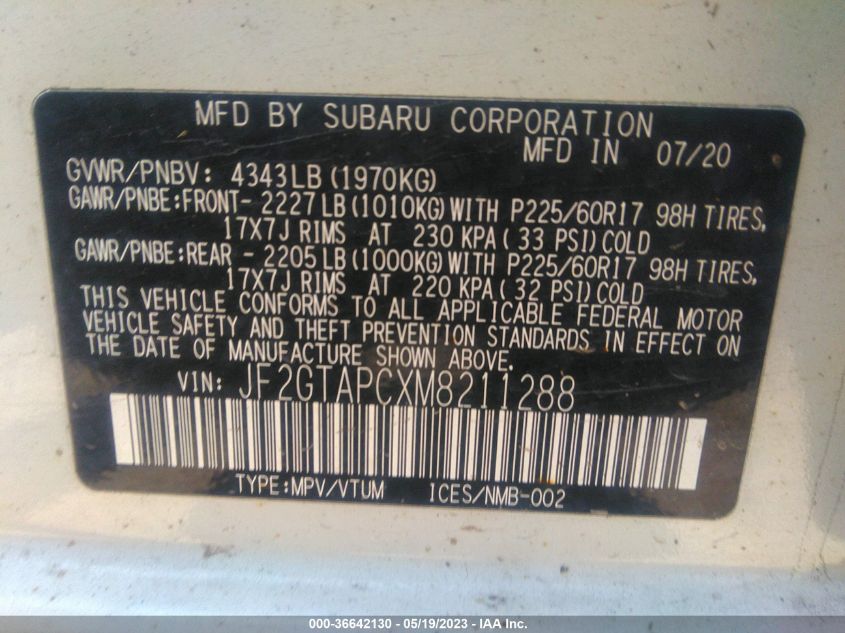 MFD BY SUBARU CORPORATION
MFD IN 07/20
GVWR/PNBV: 4343LB (1970KG)
GAWR/PNBE:FRONT- 2227 LB (1010KG) WITH P225/60R17 98H TIRES,
17X7J RIMS AT 230 KPA ( 33 PSI) COLD
GAWR/PNBE:REAR - 2205 LB (1000KG) WITH P225/60R17 98H TIRES,
17X7J RIMS AT 220 KPA ( 32 PSI) COLD
THIS VEHICLE CONFORMS TO ALL APPLICABLE FEDERAL MOTOR
VEHICLE SAFETY AND THEFT PREVENTION STANDARDS IN EFFECT ON
THE DATE OF MANUFACTURE SHOWN ABOVE.
VIN: JF2GTAPCXM8211288
TYPE:MPV/VTUM ICES/NMB-002
000-36642130 - 05/19/2023 - IAA Inc.